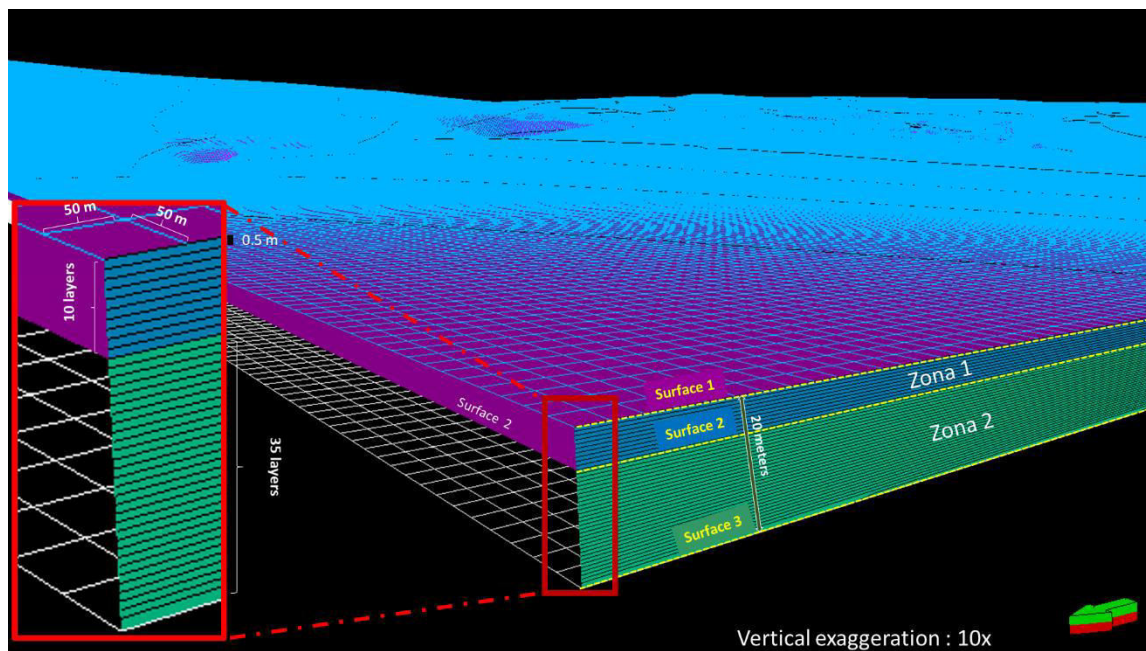 50 m
50 m
0.5 m
10 layers
35 layers
Surface 2
Surface 1
Surface 2
Surface 3
20 meters
Zona 1
Zona 2
Vertical exaggeration : 10x